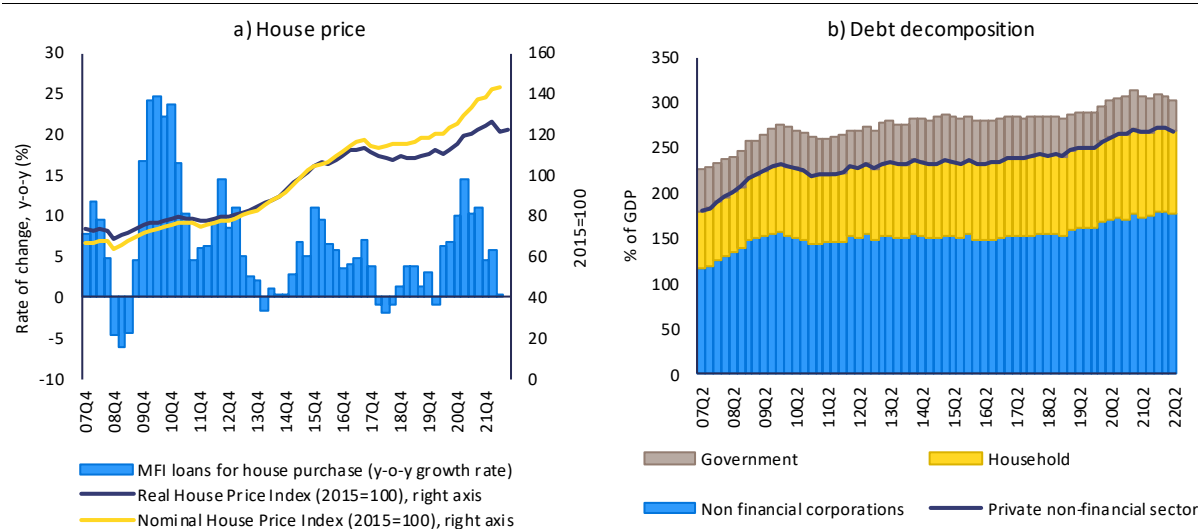 a) House price
Rate of change, y-o-y (%)
30
25
20
15
10
5
0
-5
-10
160
140
120
100
80
60
40
20
0
2015=100
07Q4
08Q4
09Q4
10Q4
11Q4
12Q4
13Q4
14Q4
15Q4
16Q4
17Q4
18Q4
19Q4
20Q4
21Q4
MFI loans for house purchase (y-o-y growth rate)
Real House Price Index (2015=100), right axis
Nominal House Price Index (2015=100), right axis
b) Debt decomposition
% of GDP
350
300
250
200
150
100
50
0
07Q2
08Q2
09Q2
10Q2
11Q2
12Q2
13Q2
14Q2
15Q2
16Q2
17Q2
18Q2
19Q2
20Q2
21Q2
22Q2
Government
Household
Non financial corporations
Private non-financial sector